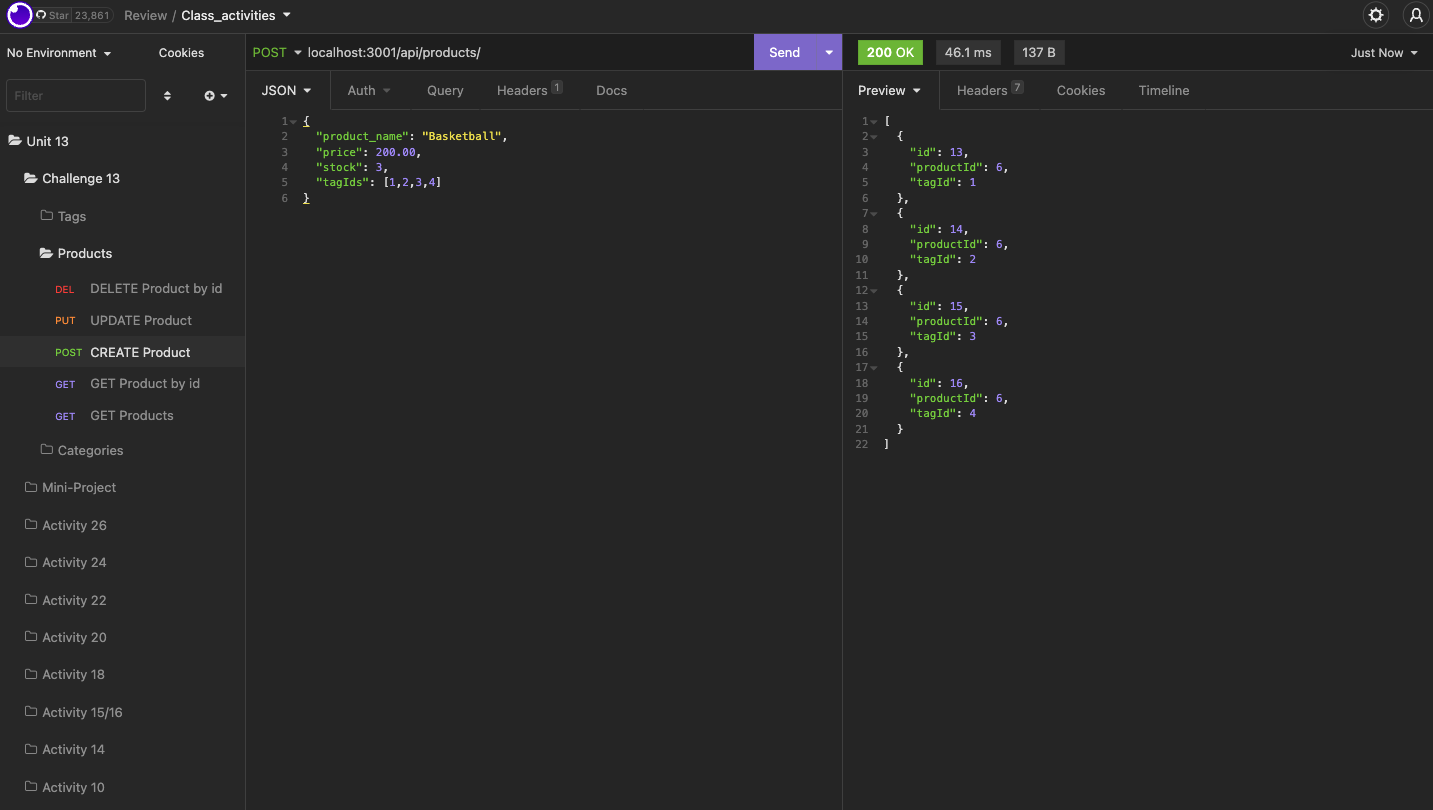 Star 23,861 Review / Class_activities
No Environment Cookies
Filter
Unit 13
Challenge 13
Tags
Products
DEL DELETE Product by id
PUT UPDATE Product
POST CREATE Product
GET GET Product by id
GET GET Products
Categories
Mini-Project
Activity 26
Activity 24
Activity 22
Activity 20
Activity 18
Activity 15/16
Activity 14
Activity 10
POST localhost:3001/api/products/ Send
JSON Auth Query Headers 1 Docs
1 {
2 "product_name": "Basketball",
3 "price": 200.00,
4 "stock": 3,
5 "tagIds": [1,2,3,4]
6 }
200 OK 46.1 ms 137 B Just Now
Preview Headers 7 Cookies Timeline
1 [
2 {
3 "id": 13,
4 "productId": 6,
5 "tagId": 1
6 },
7 {
8 "id": 14,
9 "productId": 6,
10 "tagId": 2
11 },
12 {
13 "id": 15,
14 "productId": 6,
15 "tagId": 3
16 },
17 {
18 "id": 16,
19 "productId": 6,
20 "tagId": 4
21 }
22 ]